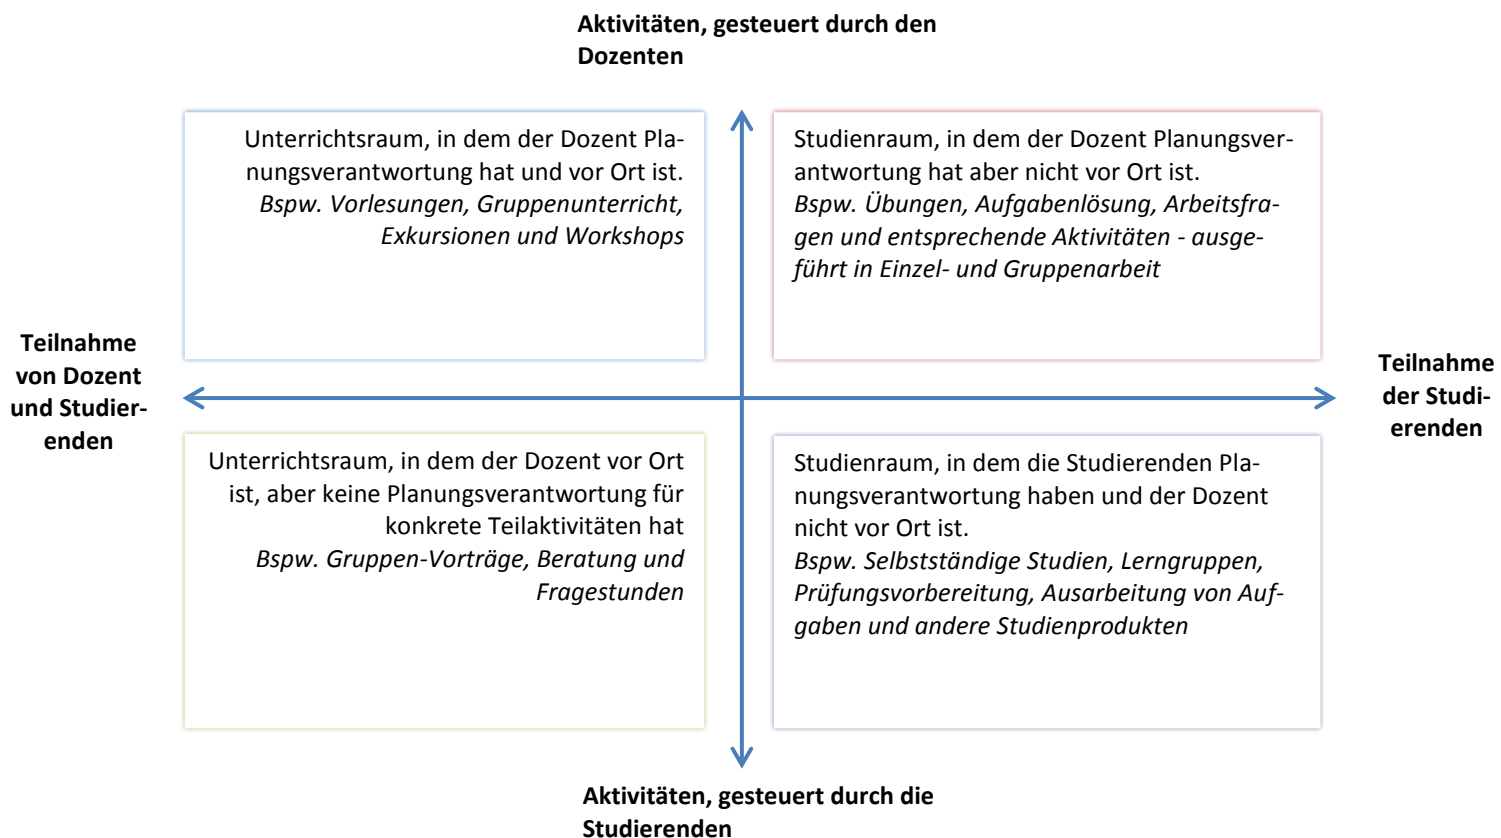 Aktivitäten, gesteuert durch den
Dozenten
Unterrichtsraum, in dem der Dozent Pla-
nungsverantwortung hat und vor Ort ist.
Bspw. Vorlesungen, Gruppenunterricht,
Exkursionen und Workshops
Studienraum, in dem der Dozent Planungsver-
antwortung hat aber nicht vor Ort ist.
Bspw. Übungen, Aufgabenlösung, Arbeitsfra-
gen und entsprechende Aktivitäten - ausge-
führt in Einzel- und Gruppenarbeit
Teilnahme
von Dozent
und Studier-
enden
Teilnahme
der Studi-
erenden
Unterrichtsraum, in dem der Dozent vor Ort
ist, aber keine Planungsverantwortung für
konkrete Teilaktivitäten hat
Bspw. Gruppen-Vorträge, Beratung und
Fragestunden
Studienraum, in dem die Studierenden Pla-
nungsverantwortung haben und der Dozent
nicht vor Ort ist.
Bspw. Selbstständige Studien, Lerngruppen,
Prüfungsvorbereitung, Ausarbeitung von Auf-
gaben und andere Studienprodukten
Aktivitäten, gesteuert durch die
Studierenden